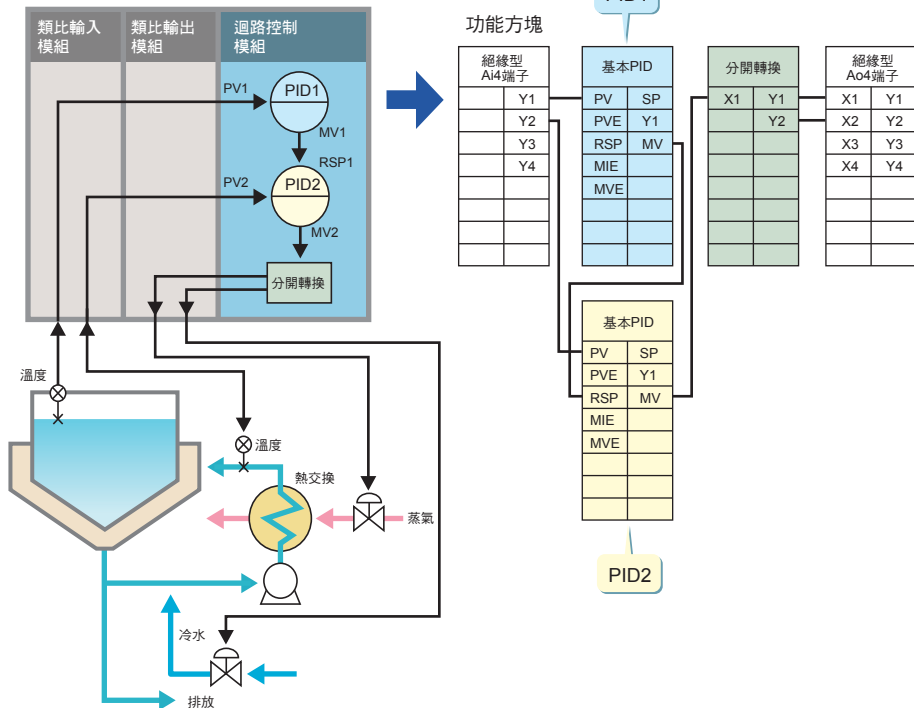 類比輸入
模組
類比輸出
模組
迴路控制
模組
PV1
PID1
MV1
RSP1
PV2
PID2
MV2
分開轉換
溫度
溫度
熱交換
蒸氣
冷水
排放
功能方塊
絕緣型
Ai4端子
Y1
Y2
Y3
Y4
基本PID
PV SP
PVE Y1
RSP MV
MIE
MVE
分開轉換
X1 Y1
Y2
絕緣型
Ao4端子
X1 Y1
X2 Y2
X3 Y3
X4 Y4
基本PID
PV SP
PVE Y1
RSP MV
MIE
MVE
PID2